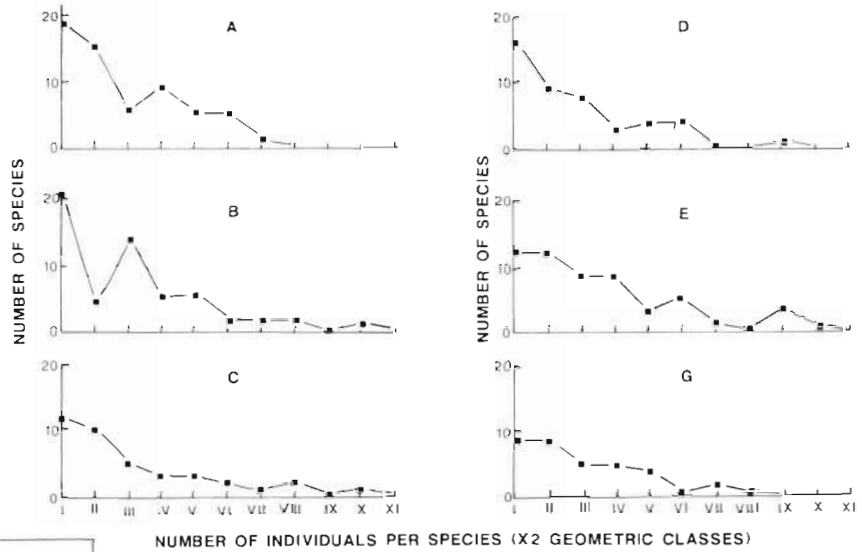 A
20
10
0
B
20
10
0
C
20
10
0
I II III IV V VI VII VIII IX X XI
NUMBER OF SPECIES
D
20
10
0
E
20
10
0
G
20
10
0
I II III IV V VI VII VIII IX X XI
NUMBER OF SPECIES
NUMBER OF INDIVIDUALS PER SPECIES (X2 GEOMETRIC CLASSES)